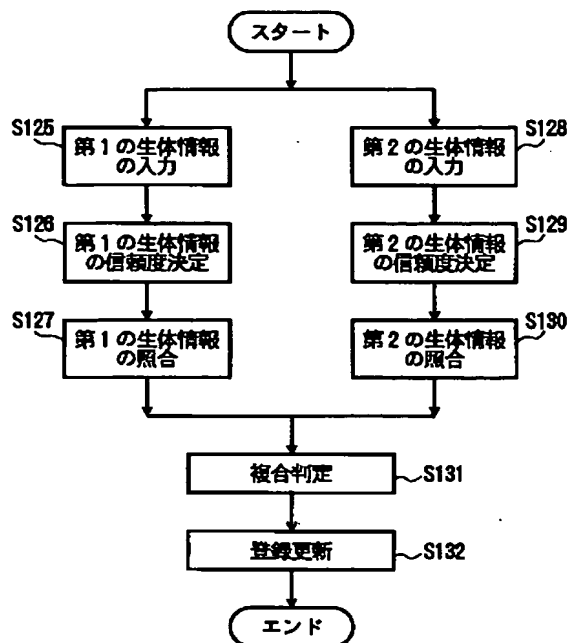 スタート
S125
第1の生体情報
の入力
S128
第2の生体情報
の入力
S126
第1の生体情報
の信頼度決定
S129
第2の生体情報
の信頼度決定
S127
第1の生体情報
の照合
S130
第2の生体情報
の照合
複合判定
S131
登録更新
S132
エンド